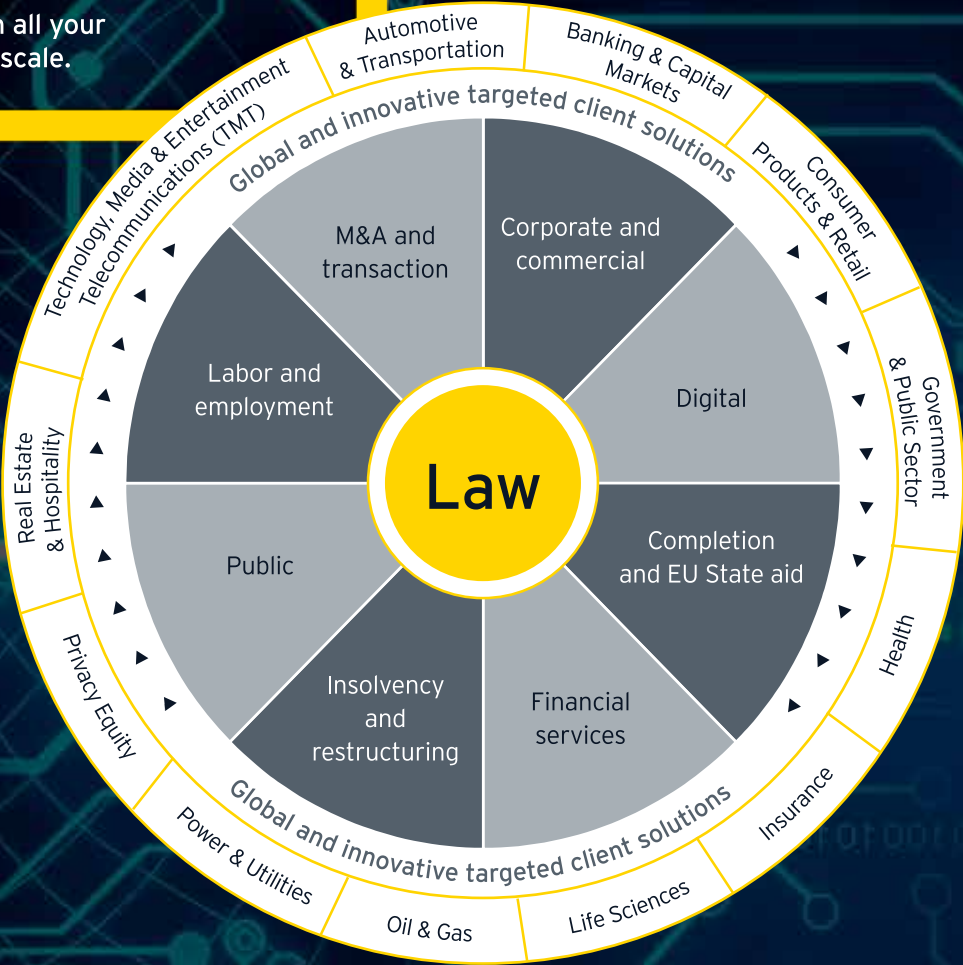 all your
scale.
Automotive
& Transportation
Banking & Capital
Markets
Consumer
Products & Retail
Government
& Public Sector
Health
Insurance
Life Sciences
Oil & Gas
Power & Utilities
Privacy Equity
Real Estate
& Hospitality
Technology, Media & Entertainment
Telecommunications (TMT)
Global and innovative targeted client solutions
M&A and
transaction
Corporate and
commercial
Labor and
employment
Digital
Law
Public
Completion
and EU State aid
Insolvency
and
restructuring
Financial
services
Global and innovative targeted client solutions